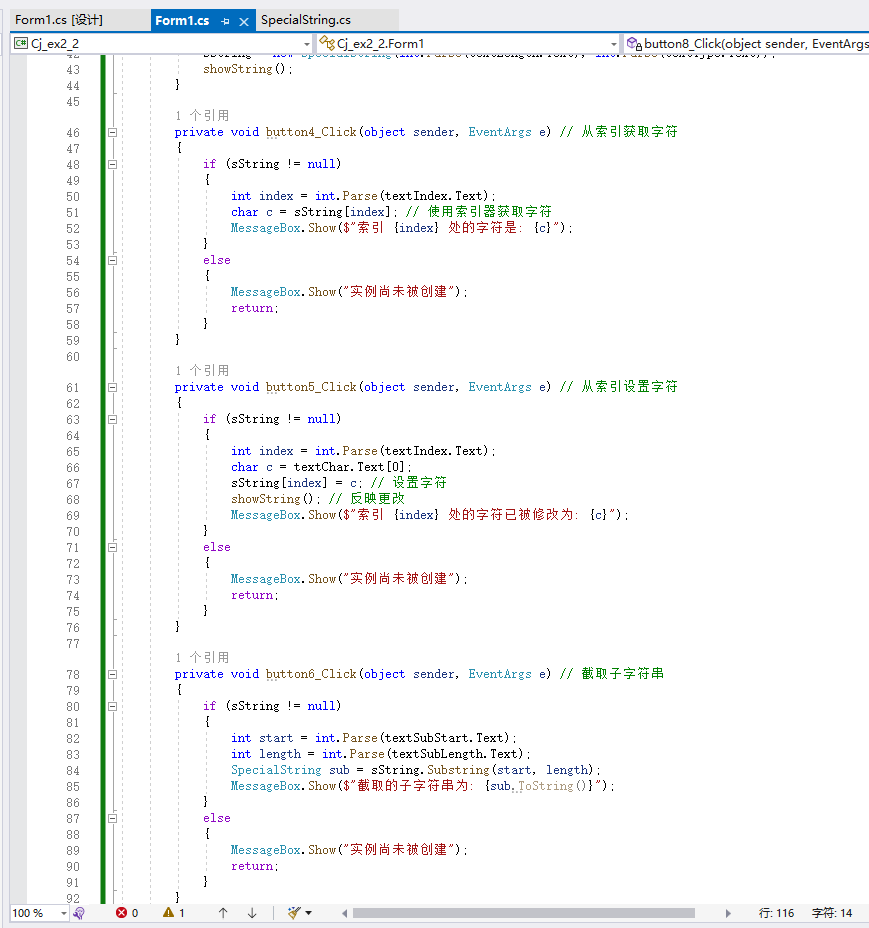 Form1.cs [设计]
Form1.cs
SpecialString.cs
C# Cj_ex2_2
Cj_ex2_2.Form1
button8_Click(object sender, EventArgs
43 showString();
44 }
45
1 个引用
46 private void button4_Click(object sender, EventArgs e) // 从索引获取字符
47 {
48 if (sString != null)
49 {
50 int index = int.Parse(textIndex.Text);
51 char c = sString[index]; // 使用索引器获取字符
52 MessageBox.Show($"索引 {index} 处的字符是: {c}");
53 }
54 else
55 {
56 MessageBox.Show("实例尚未被创建");
57 return;
58 }
59 }
60
1 个引用
61 private void button5_Click(object sender, EventArgs e) // 从索引设置字符
62 {
63 if (sString != null)
64 {
65 int index = int.Parse(textIndex.Text);
66 char c = textChar.Text[0];
67 sString[index] = c; // 设置字符
68 showString(); // 反映更改
69 MessageBox.Show($"索引 {index} 处的字符已被修改为: {c}");
70 }
71 else
72 {
73 MessageBox.Show("实例尚未被创建");
74 return;
75 }
76 }
77
1 个引用
78 private void button6_Click(object sender, EventArgs e) // 截取子字符串
79 {
80 if (sString != null)
81 {
82 int start = int.Parse(textSubStart.Text);
83 int length = int.Parse(textSubLength.Text);
84 SpecialString sub = sString.Substring(start, length);
85 MessageBox.Show($"截取的子字符串为: {sub.ToString()}");
86 }
87 else
88 {
89 MessageBox.Show("实例尚未被创建");
90 return;
91 }
92 }
100 % 0 1 行: 116 字符: 14